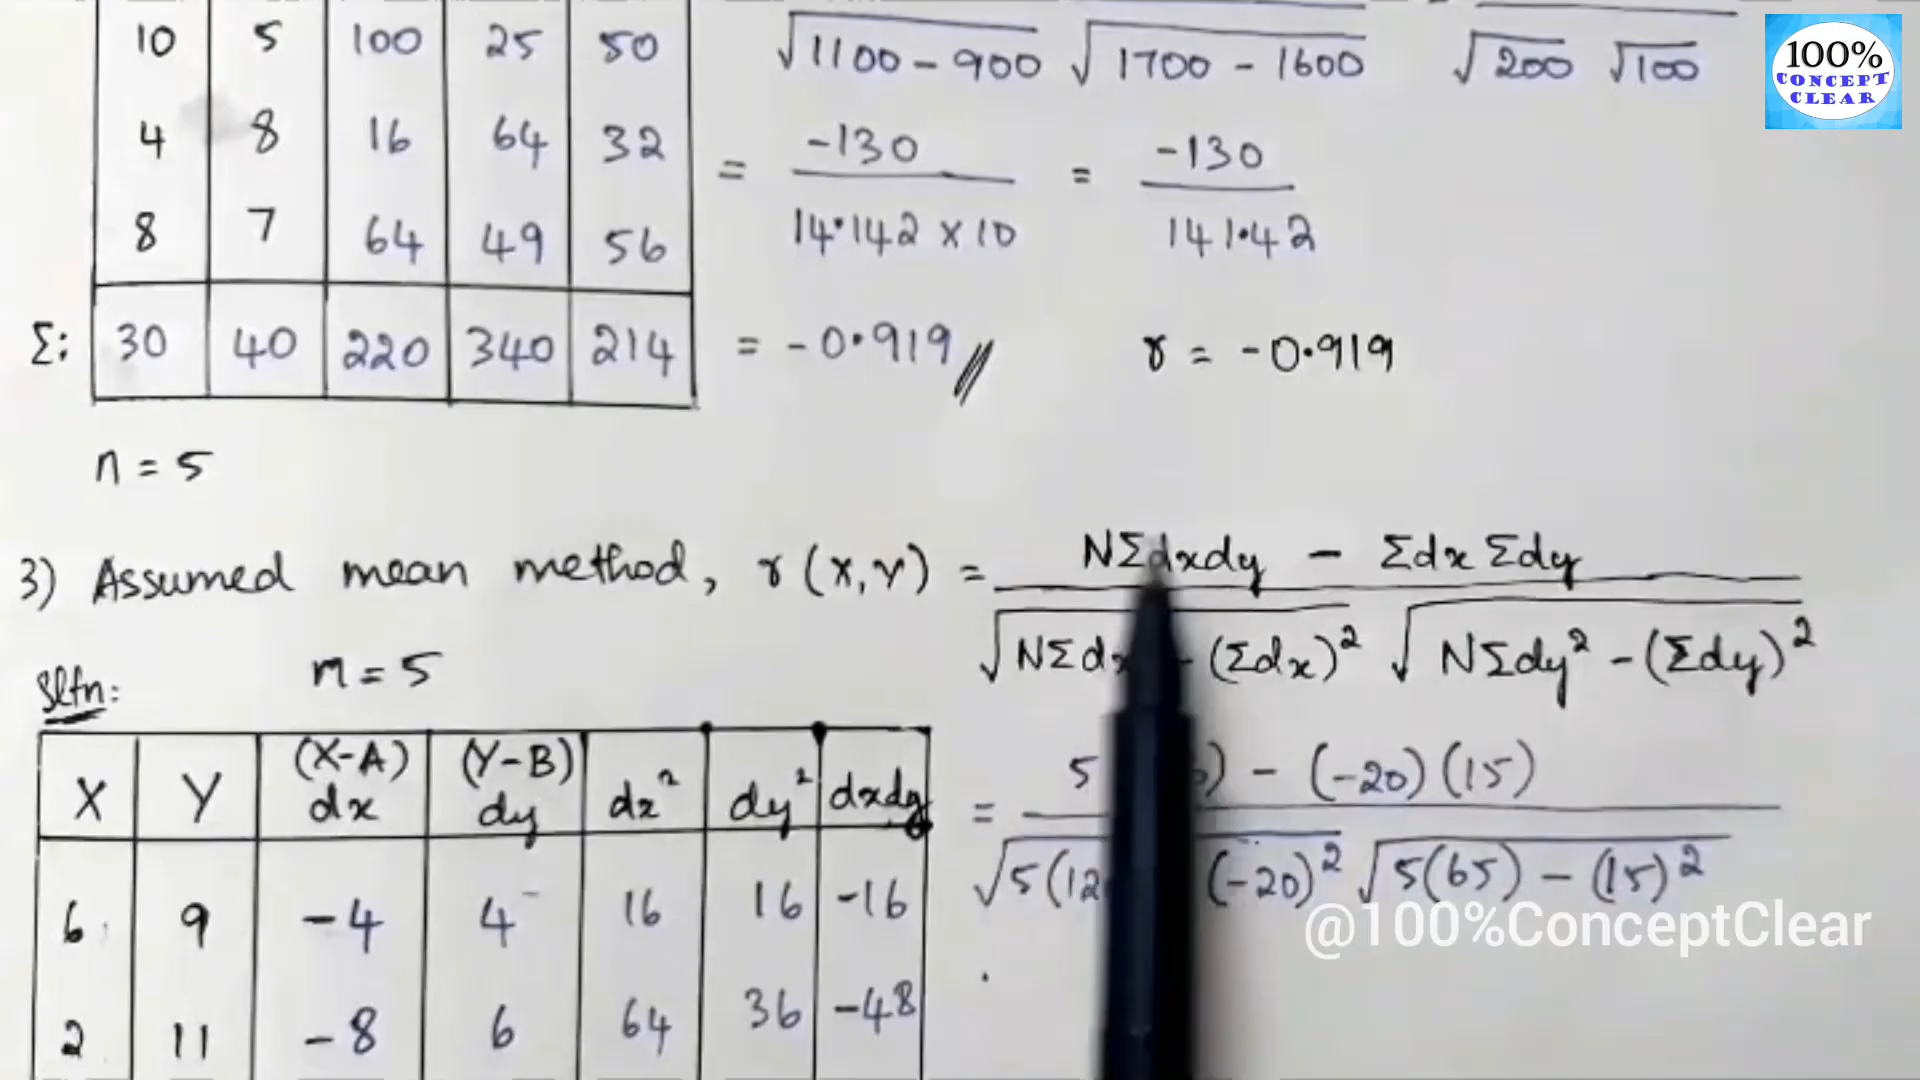 10 5 100 25 50
√1100 - 900 √1700 - 1600 √200 √100
100%
CONCEPT
CLEAR
4 8 16 64 32
= -130 / 14.142 x 10 = -130 / 141.42
8 7 64 49 56
Σ: 30 40 220 340 214
= -0.919 r = -0.919
n = 5
3) Assumed mean method, r(X,Y) = NΣdxdy - Σdx Σdy
√NΣdx - (Σdx)² √NΣdy² - (Σdy)²
Sltn: n = 5
X Y (X-A) dx (Y-B) dy dx² dy² dxdy
= 5 ) - (-20)(15)
√5(12 (-20)² √5(65) - (15)²
6 9 -4 4 16 16 -16
@100%ConceptClear
2 11 -8 6 64 36 -48